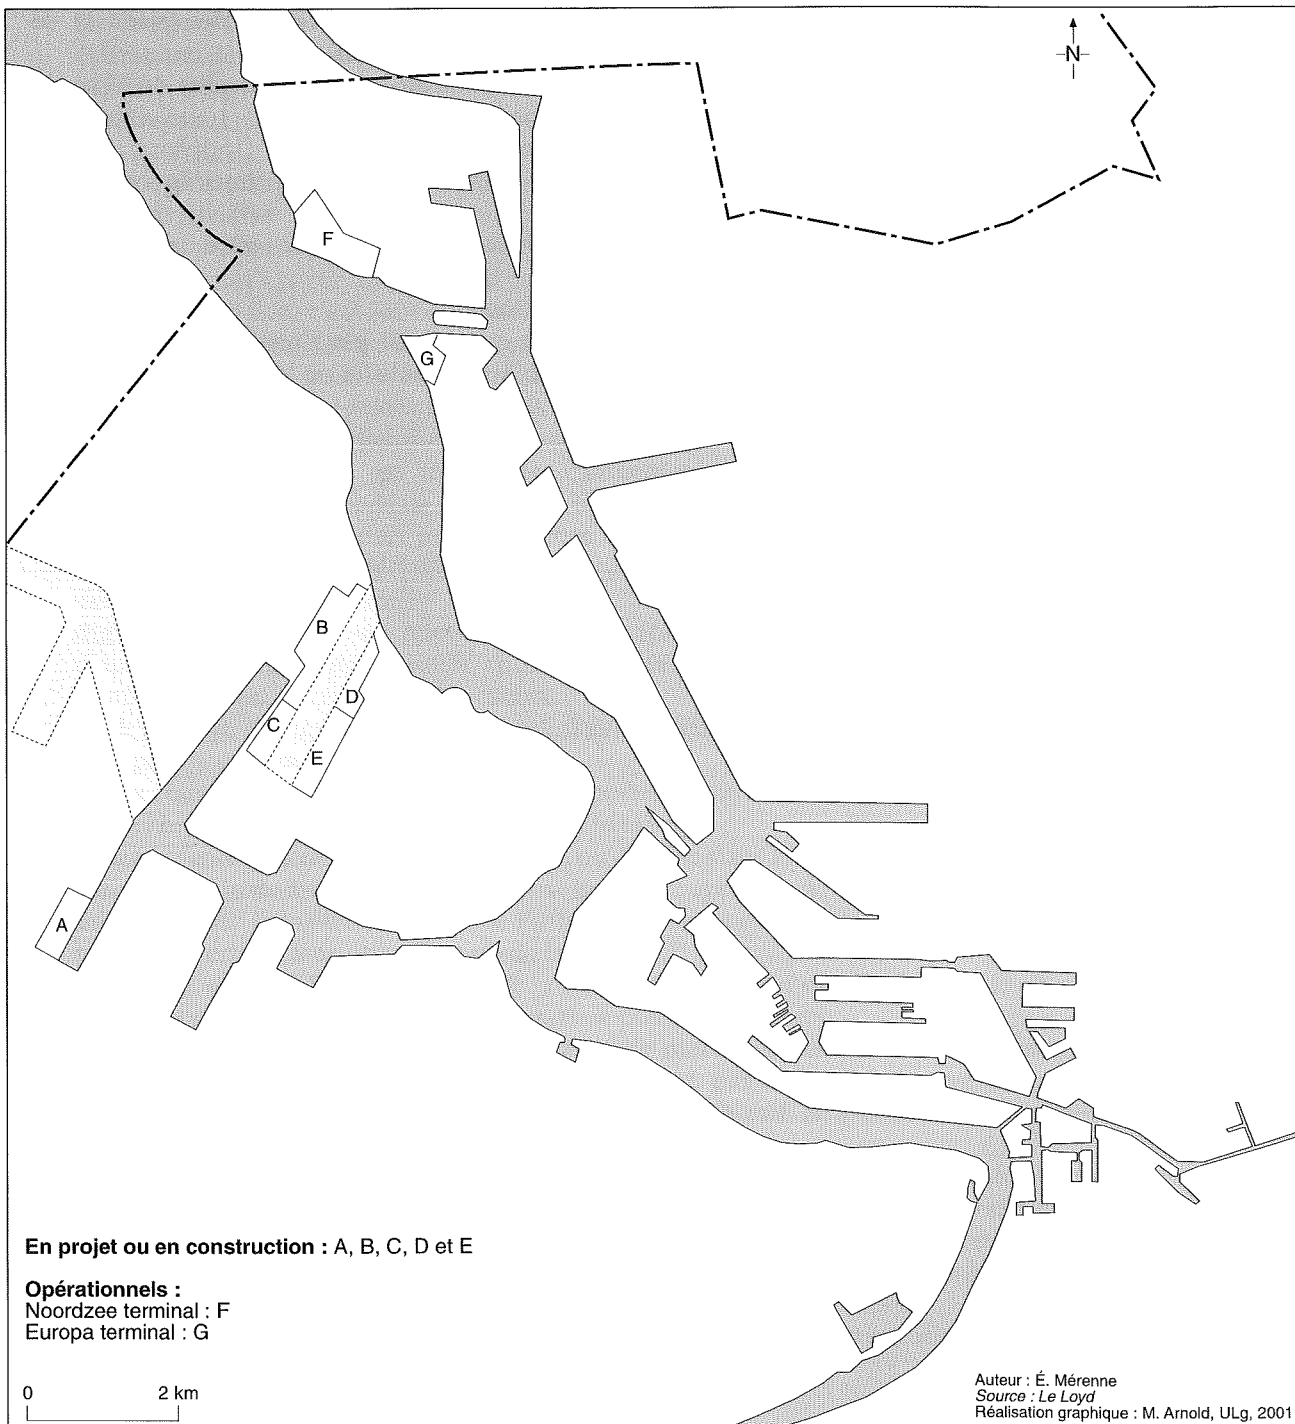 N
F
G
B
D
C
E
A
En projet ou en construction : A, B, C, D et E
Opérationnels :
Noordzee terminal : F
Europa terminal : G
0 2 km
Auteur : É. Mérenne
Source : Le Loyd
Réalisation graphique : M. Arnold, ULg, 2001